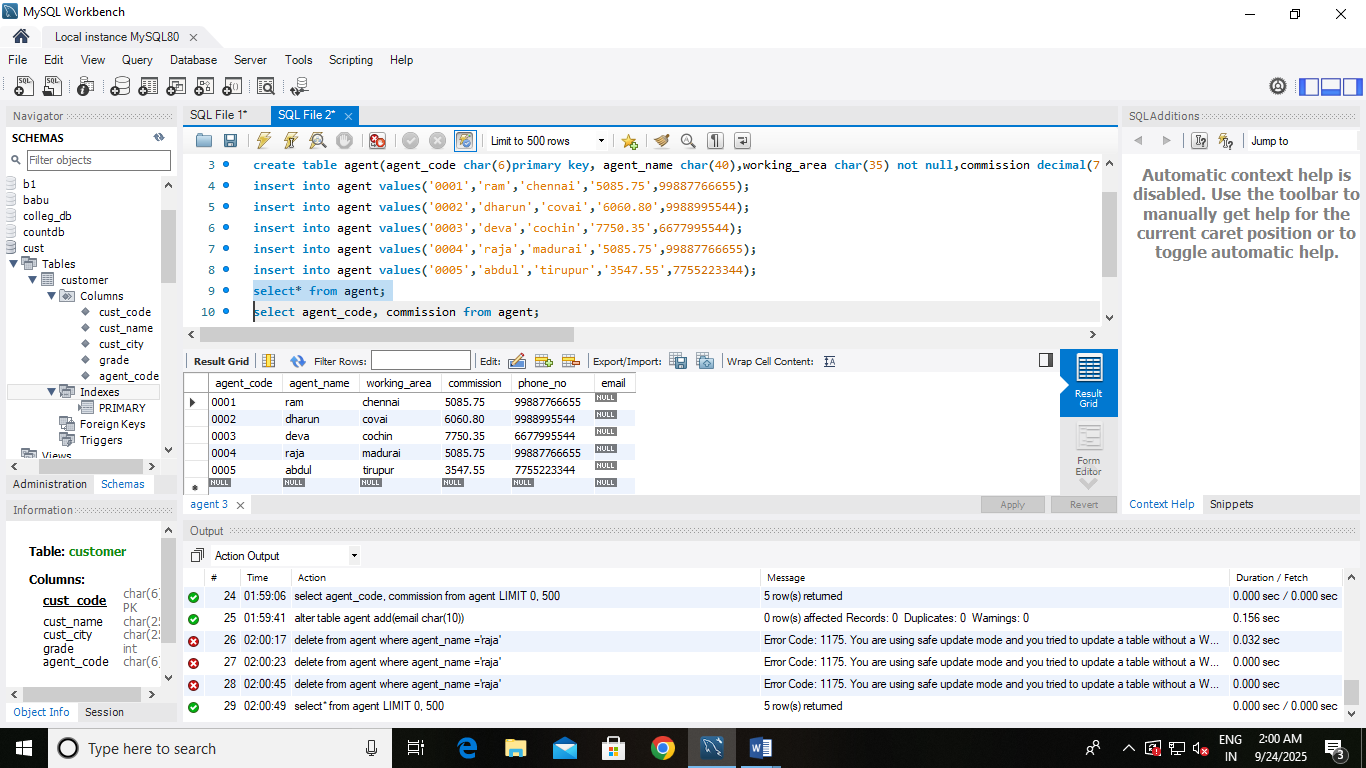 MySQL Workbench
Local instance MySQL80
File Edit View Query Database Server Tools Scripting Help
Navigator
SCHEMAS
Filter objects
b1
babu
colleg_db
countdb
cust
Tables
customer
Columns
cust_code
cust_name
cust_city
grade
agent_code
Indexes
PRIMARY
Foreign Keys
Triggers
Views
Administration Schemas
Information
Table: customer
Columns:
cust_code char(6) PK
cust_name char(25
cust_city char(25
grade int
agent_code char(6)
Object Info Session
SQL File 1* SQL File 2*
Limit to 500 rows
3 create table agent(agent_code char(6)primary key, agent_name char(40),working_area char(35) not null,commission decimal(7
4 insert into agent values('0001','ram','chennai','5085.75',99887766655);
5 insert into agent values('0002','dharun','covai','6060.80',9988995544);
6 insert into agent values('0003','deva','cochin','7750.35',6677995544);
7 insert into agent values('0004','raja','madurai','5085.75',99887766655);
8 insert into agent values('0005','abdul','tirupur','3547.55',7755223344);
9 select* from agent;
10 select agent_code, commission from agent;
Result Grid Filter Rows: Edit: Export/Import: Wrap Cell Content:
agent_code agent_name working_area commission phone_no email
0001 ram chennai 5085.75 99887766655 NULL
0002 dharun covai 6060.80 9988995544 NULL
0003 deva cochin 7750.35 6677995544 NULL
0004 raja madurai 5085.75 99887766655 NULL
0005 abdul tirupur 3547.55 7755223344 NULL
NULL NULL NULL NULL NULL NULL
Result Grid
Form Editor
agent 3
Apply Revert
SQLAdditions
Jump to
Automatic context help is
disabled. Use the toolbar to
manually get help for the
current caret position or to
toggle automatic help.
Context Help Snippets
Output
Action Output
# Time Action Message Duration / Fetch
24 01:59:06 select agent_code, commission from agent LIMIT 0, 500 5 row(s) returned 0.000 sec / 0.000 sec
25 01:59:41 alter table agent add(email char(10)) 0 row(s) affected Records: 0 Duplicates: 0 Warnings: 0 0.156 sec
26 02:00:17 delete from agent where agent_name ='raja' Error Code: 1175. You are using safe update mode and you tried to update a table without a W... 0.032 sec
27 02:00:23 delete from agent where agent_name ='raja' Error Code: 1175. You are using safe update mode and you tried to update a table without a W... 0.000 sec
28 02:00:45 delete from agent where agent_name ='raja' Error Code: 1175. You are using safe update mode and you tried to update a table without a W... 0.000 sec
29 02:00:49 select* from agent LIMIT 0, 500 5 row(s) returned 0.000 sec / 0.000 sec
Type here to search
ENG
IN
2:00 AM
9/24/2025
3